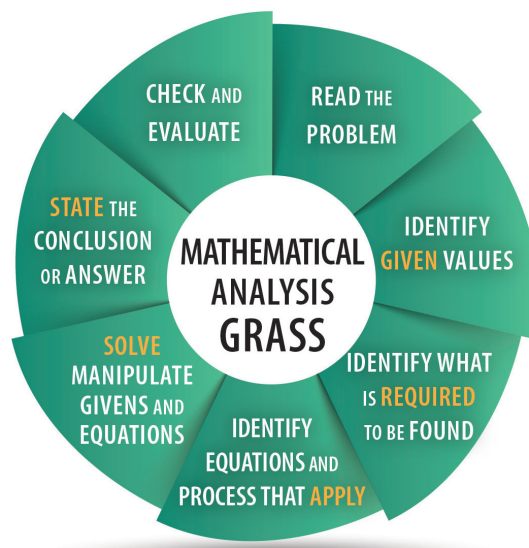 MATHEMATICAL
ANALYSIS
GRASS
READ THE
PROBLEM
IDENTIFY
GIVEN VALUES
IDENTIFY WHAT
IS REQUIRED
TO BE FOUND
IDENTIFY
EQUATIONS AND
PROCESS THAT APPLY
SOLVE
MANIPULATE
GIVENS AND
EQUATIONS
STATE THE
CONCLUSION
OR ANSWER
CHECK AND
EVALUATE